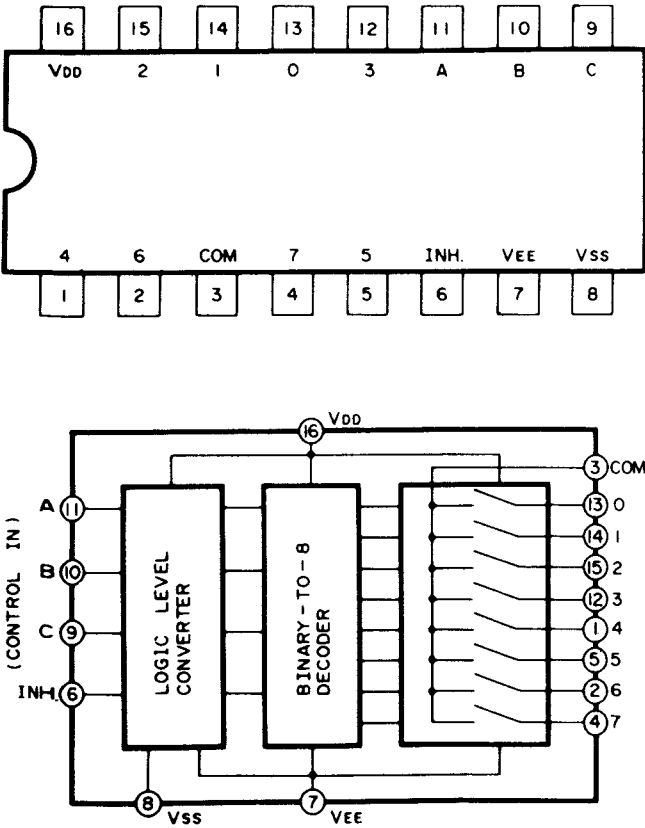 16 15 14 13 12 11 10 9
VDD 2 1 0 3 A B C
4 6 COM 7 5 INH. VEE VSS
1 2 3 4 5 6 7 8
16 VDD
3 COM
A 11
13 0
14 1
B 10
15 2
12 3
C 9
1 4
5 5
INH. 6
2 6
4 7
(CONTROL IN)
LOGIC LEVEL
CONVERTER
BINARY-TO-8
DECODER
8 VSS
7 VEE